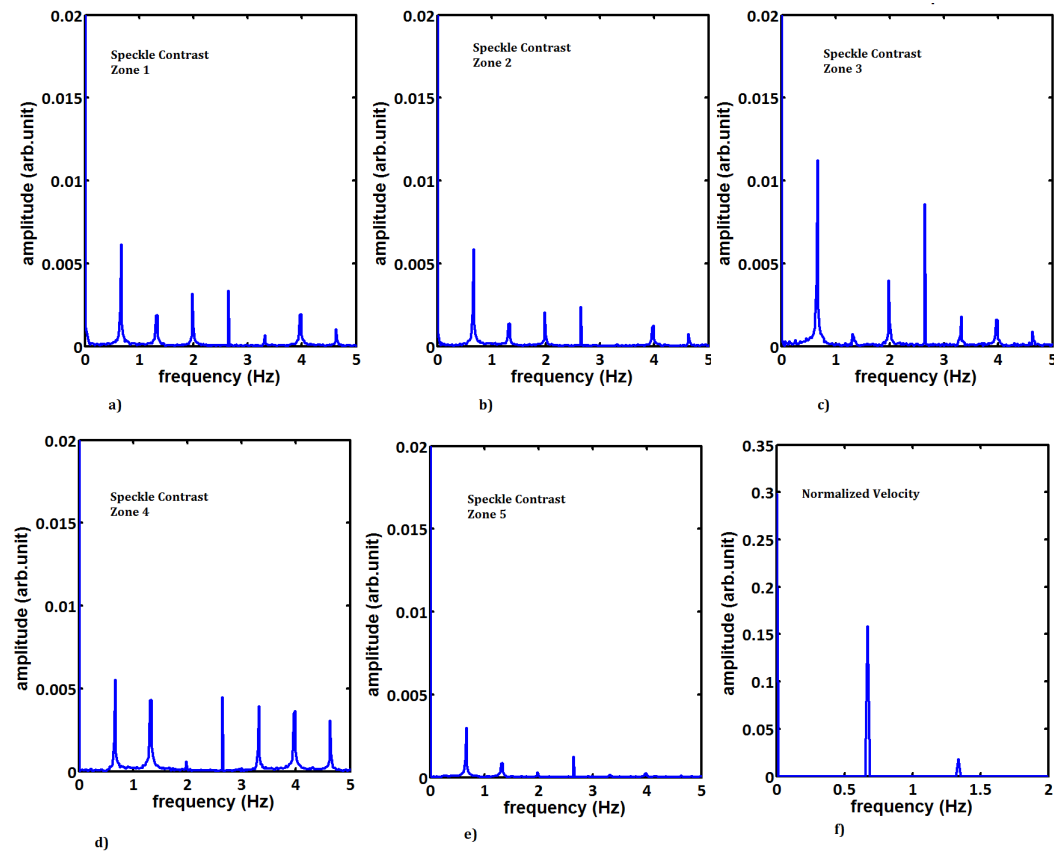 0.02
0.015
0.01
0.005
0
amplitude (arb.unit)
Speckle Contrast
Zone 1
0 1 2 3 4 5
frequency (Hz)
a)
0.02
0.015
0.01
0.005
0
amplitude (arb.unit)
Speckle Contrast
Zone 2
0 1 2 3 4 5
frequency (Hz)
b)
0.02
0.015
0.01
0.005
0
amplitude (arb.unit)
Speckle Contrast
Zone 3
0 1 2 3 4 5
frequency (Hz)
c)
0.02
0.015
0.01
0.005
0
amplitude (arb.unit)
Speckle Contrast
Zone 4
0 1 2 3 4 5
frequency (Hz)
d)
0.02
0.015
0.01
0.005
0
amplitude (arb.unit)
Speckle Contrast
Zone 5
0 1 2 3 4 5
frequency (Hz)
e)
0.35
0.3
0.25
0.2
0.15
0.1
0.05
0
amplitude (arb.unit)
Normalized Velocity
0 0.5 1 1.5 2
frequency (Hz)
f)